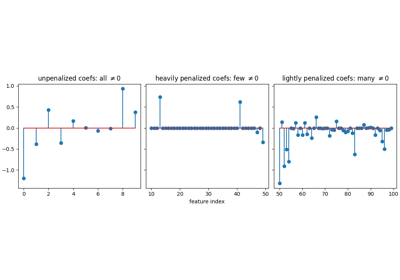 unpenalized coefs: all ≠0
heavily penalized coefs: few ≠0
lightly penalized coefs: many ≠0
1.0
0.5
0.0
−0.5
−1.0
0 2 4 6 8
10 20 30 40 50
50 60 70 80 90 100
feature index